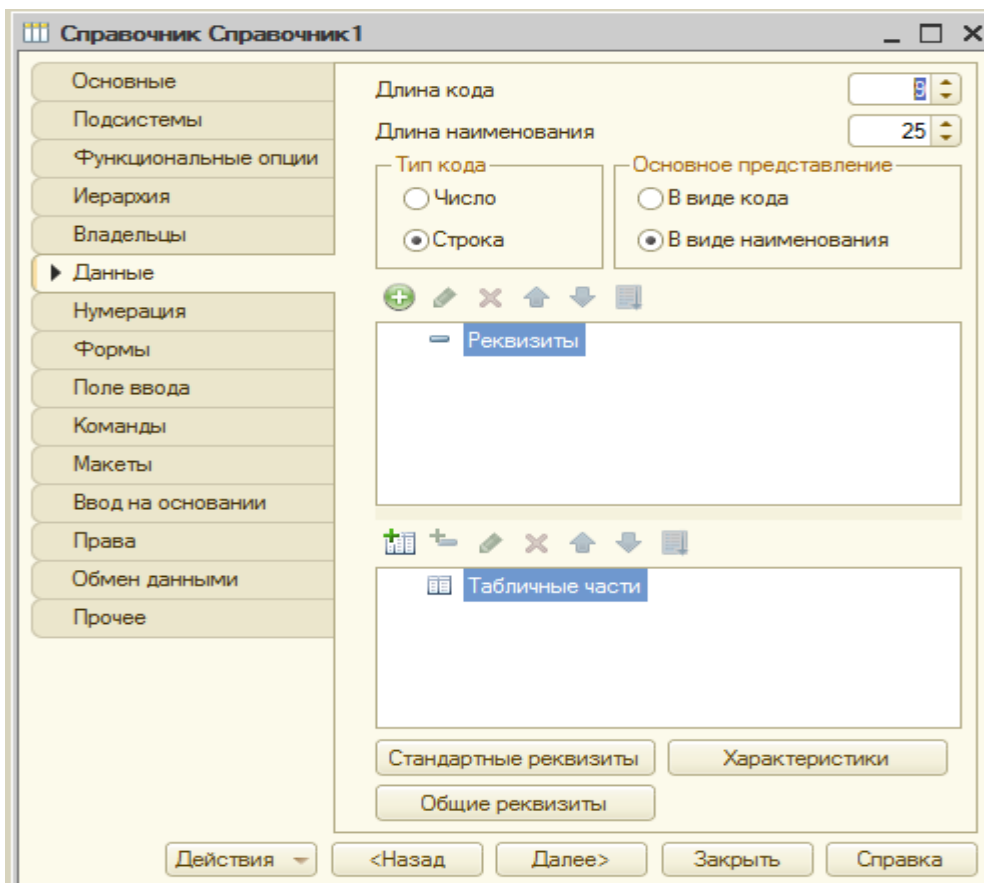 Справочник Справочник1
Основные
Подсистемы
Функциональные опции
Иерархия
Владельцы
Данные
Нумерация
Формы
Поле ввода
Команды
Макеты
Ввод на основании
Права
Обмен данными
Прочее
Длина кода 9
Длина наименования 25
Тип кода
Число
Строка
Основное представление
В виде кода
В виде наименования
Реквизиты
Табличные части
Стандартные реквизиты Характеристики
Общие реквизиты
Действия <Назад Далее> Закрыть Справка